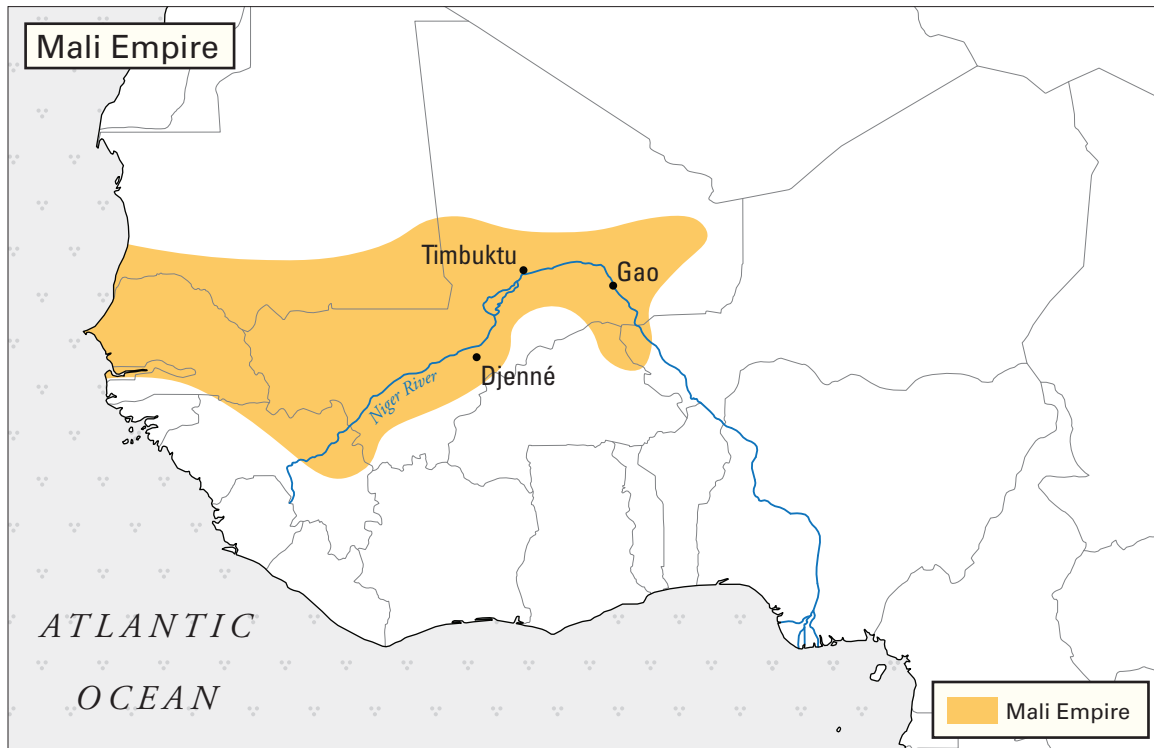 Mali Empire
Timbuktu
Gao
Djenné
Niger River
ATLANTIC
OCEAN
Mali Empire